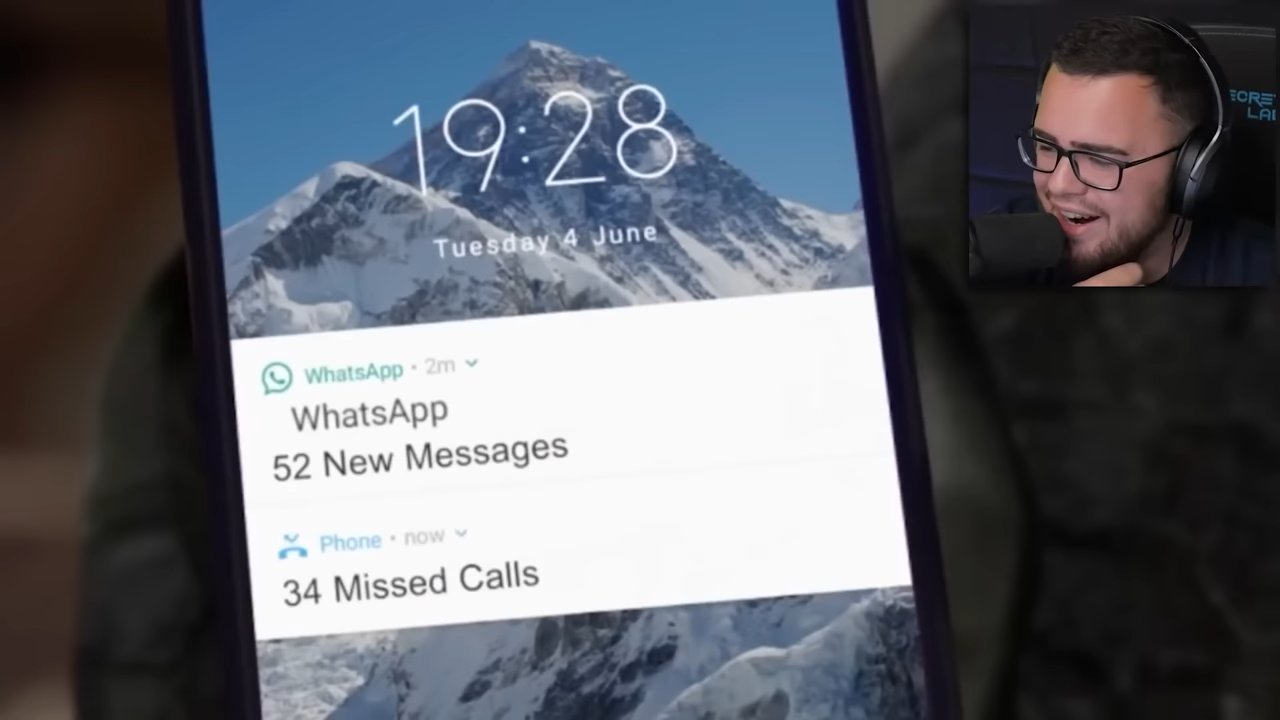 19:28
Tuesday 4 June
WhatsApp • 2m
WhatsApp
52 New Messages
Phone • now
34 Missed Calls